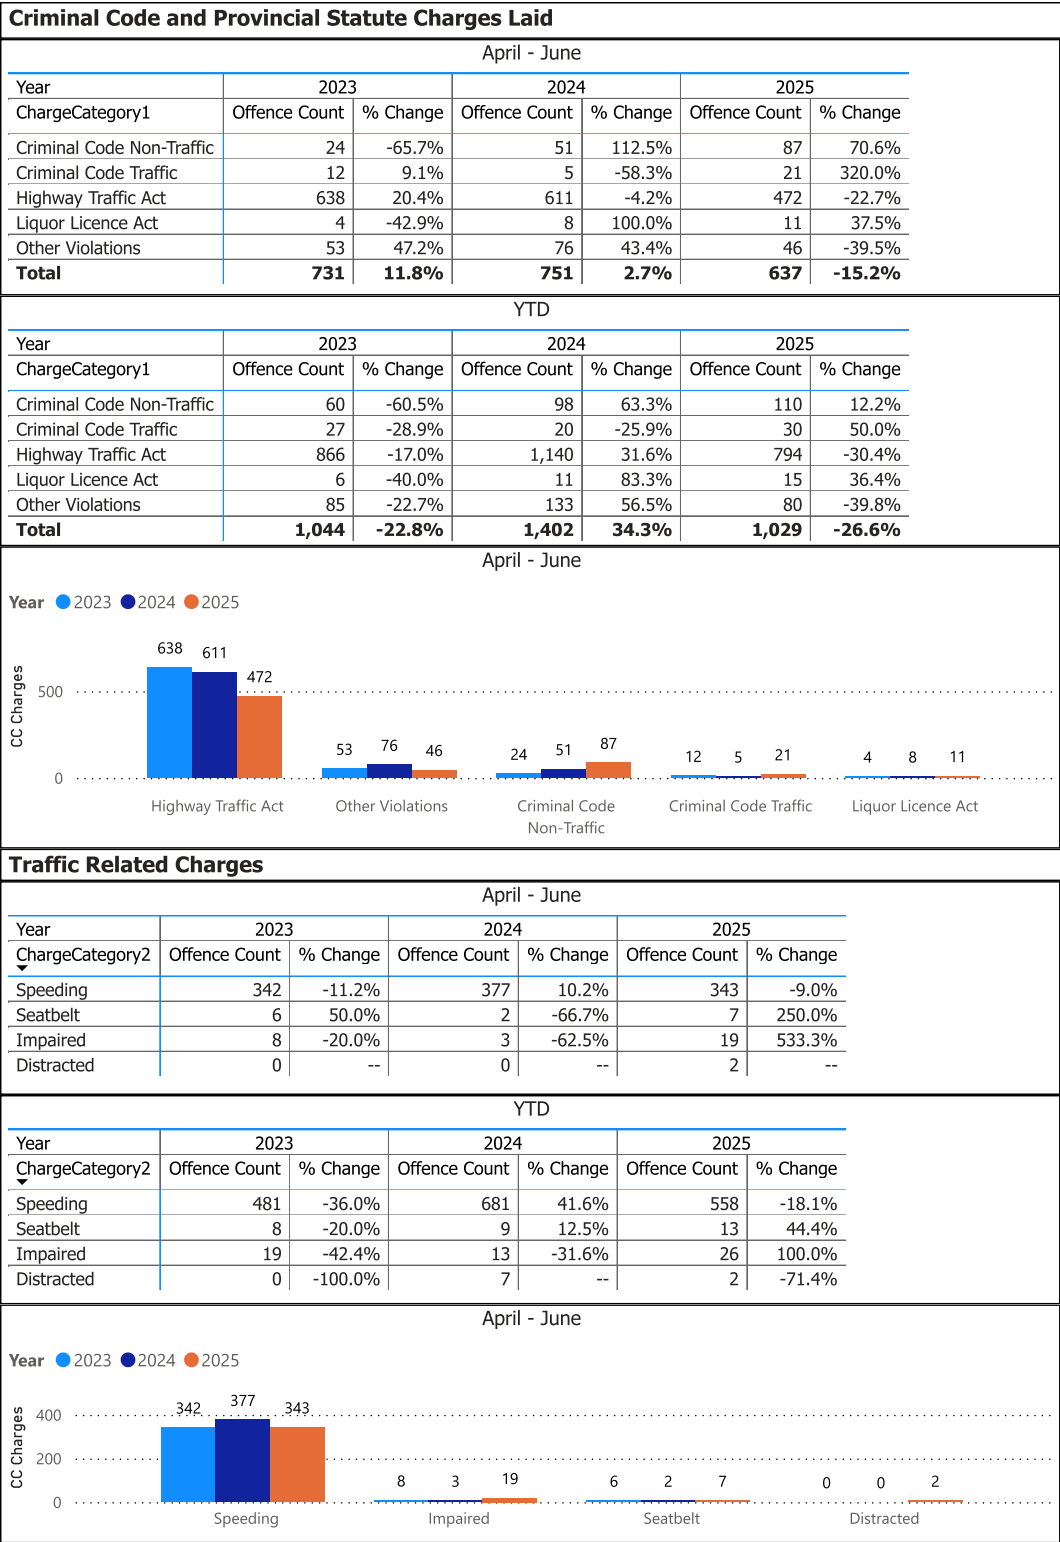 Criminal Code and Provincial Statute Charges Laid
April - June
Year 2023 2024 2025
ChargeCategory1 Offence Count % Change Offence Count % Change Offence Count % Change
Criminal Code Non-Traffic 24 -65.7% 51 112.5% 87 70.6%
Criminal Code Traffic 12 9.1% 5 -58.3% 21 320.0%
Highway Traffic Act 638 20.4% 611 -4.2% 472 -22.7%
Liquor Licence Act 4 -42.9% 8 100.0% 11 37.5%
Other Violations 53 47.2% 76 43.4% 46 -39.5%
Total 731 11.8% 751 2.7% 637 -15.2%
YTD
Year 2023 2024 2025
ChargeCategory1 Offence Count % Change Offence Count % Change Offence Count % Change
Criminal Code Non-Traffic 60 -60.5% 98 63.3% 110 12.2%
Criminal Code Traffic 27 -28.9% 20 -25.9% 30 50.0%
Highway Traffic Act 866 -17.0% 1,140 31.6% 794 -30.4%
Liquor Licence Act 6 -40.0% 11 83.3% 15 36.4%
Other Violations 85 -22.7% 133 56.5% 80 -39.8%
Total 1,044 -22.8% 1,402 34.3% 1,029 -26.6%
April - June
Year 2023 2024 2025
CC Charges
500
0
638 611 472
53 76 46
24 51 87
12 5 21
4 8 11
Highway Traffic Act Other Violations Criminal Code Criminal Code Traffic Liquor Licence Act
Non-Traffic
Traffic Related Charges
April - June
Year 2023 2024 2025
ChargeCategory2 Offence Count % Change Offence Count % Change Offence Count % Change
Speeding 342 -11.2% 377 10.2% 343 -9.0%
Seatbelt 6 50.0% 2 -66.7% 7 250.0%
Impaired 8 -20.0% 3 -62.5% 19 533.3%
Distracted 0 -- 0 -- 2 --
YTD
Year 2023 2024 2025
ChargeCategory2 Offence Count % Change Offence Count % Change Offence Count % Change
Speeding 481 -36.0% 681 41.6% 558 -18.1%
Seatbelt 8 -20.0% 9 12.5% 13 44.4%
Impaired 19 -42.4% 13 -31.6% 26 100.0%
Distracted 0 -100.0% 7 -- 2 -71.4%
April - June
Year 2023 2024 2025
CC Charges
400
200
0
342 377 343
8 3 19
6 2 7
0 0 2
Speeding Impaired Seatbelt Distracted